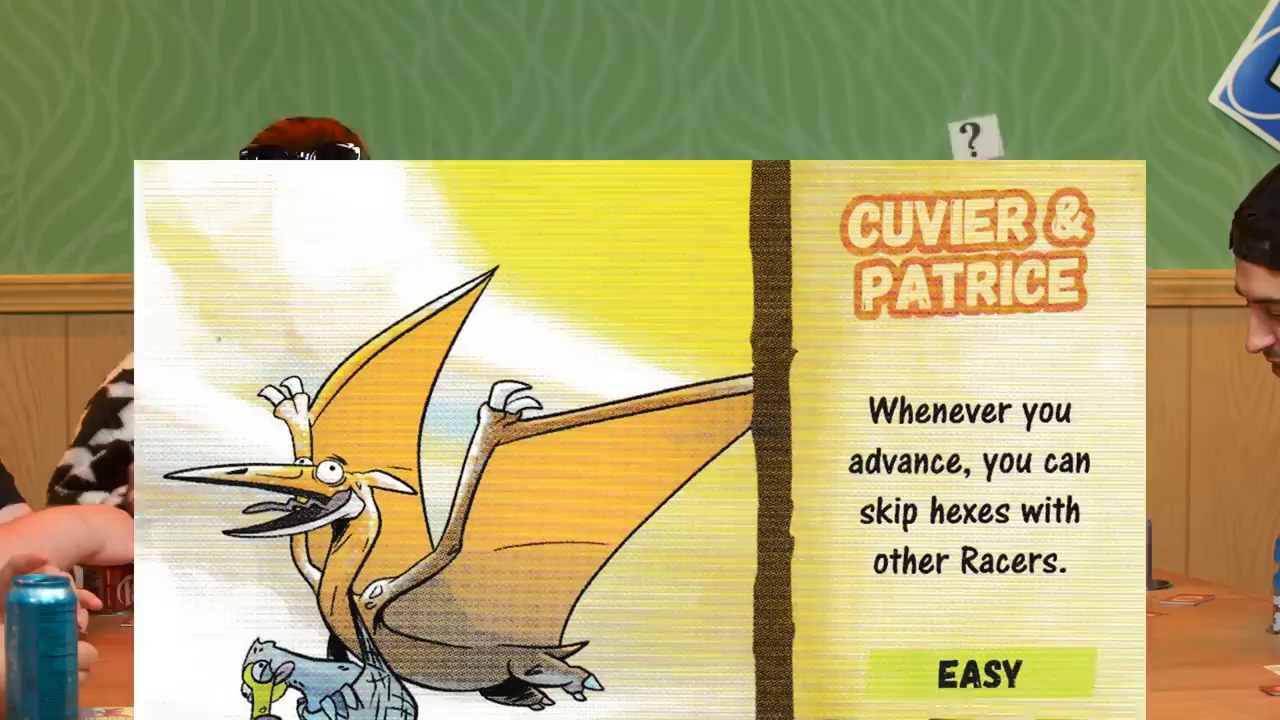 ?
CUVIER &
PATRICE
Whenever you
advance, you can
skip hexes with
other Racers.
EASY